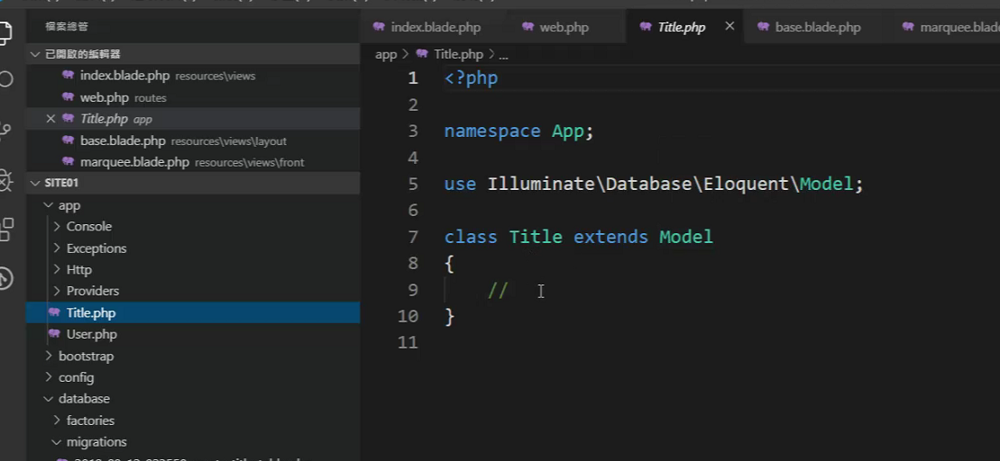 檔案總管
已開啟的編輯器
index.blade.php resources\views
web.php routes
Title.php app
base.blade.php resources\views\layout
marquee.blade.php resources\views\front
SITE01
app
Console
Exceptions
Http
Providers
Title.php
User.php
bootstrap
config
database
factories
migrations
index.blade.php web.php Title.php base.blade.php marquee.blad
app > Title.php > ...
1 <?php
2
3 namespace App;
4
5 use Illuminate\Database\Eloquent\Model;
6
7 class Title extends Model
8 {
9 //
10 }
11